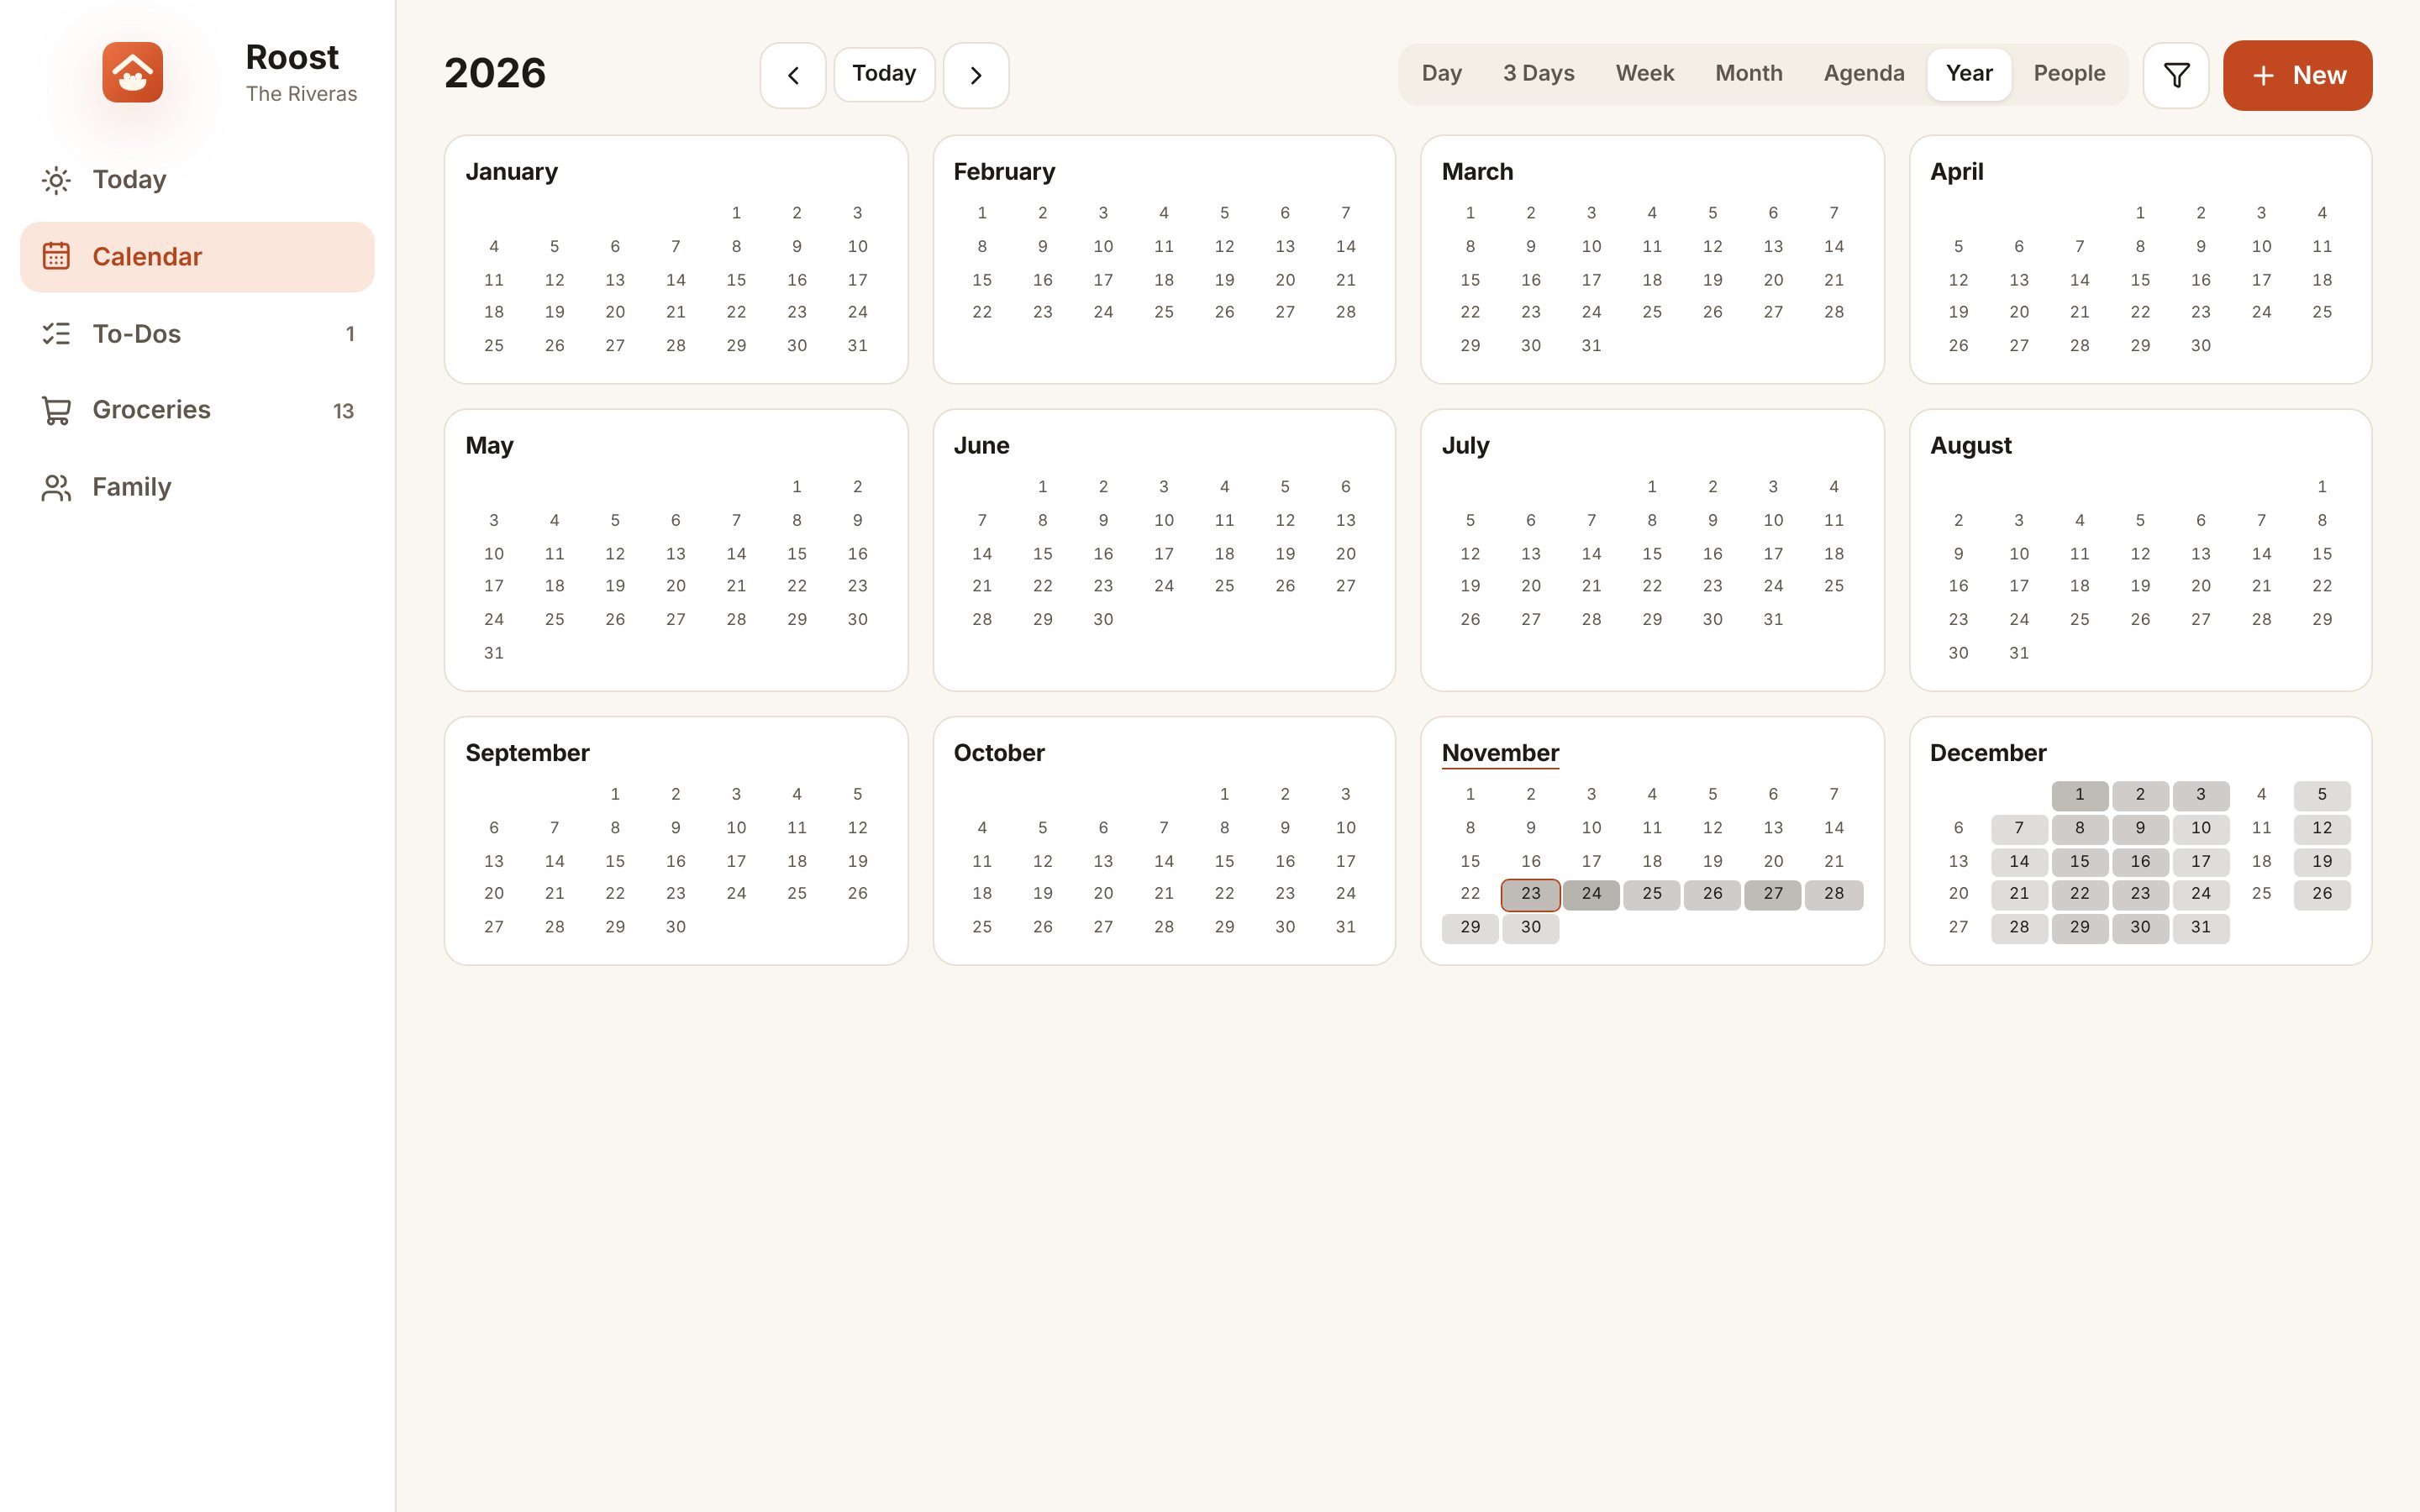 Roost
The Riveras
Today
Calendar
To-Dos 1
Groceries 13
Family
2026
Today
Day 3 Days Week Month Agenda Year People
New
January
1 2 3
4 5 6 7 8 9 10
11 12 13 14 15 16 17
18 19 20 21 22 23 24
25 26 27 28 29 30 31
February
1 2 3 4 5 6 7
8 9 10 11 12 13 14
15 16 17 18 19 20 21
22 23 24 25 26 27 28
March
1 2 3 4 5 6 7
8 9 10 11 12 13 14
15 16 17 18 19 20 21
22 23 24 25 26 27 28
29 30 31
April
1 2 3 4
5 6 7 8 9 10 11
12 13 14 15 16 17 18
19 20 21 22 23 24 25
26 27 28 29 30
May
1 2
3 4 5 6 7 8 9
10 11 12 13 14 15 16
17 18 19 20 21 22 23
24 25 26 27 28 29 30
31
June
1 2 3 4 5 6
7 8 9 10 11 12 13
14 15 16 17 18 19 20
21 22 23 24 25 26 27
28 29 30
July
1 2 3 4
5 6 7 8 9 10 11
12 13 14 15 16 17 18
19 20 21 22 23 24 25
26 27 28 29 30 31
August
1
2 3 4 5 6 7 8
9 10 11 12 13 14 15
16 17 18 19 20 21 22
23 24 25 26 27 28 29
30 31
September
1 2 3 4 5
6 7 8 9 10 11 12
13 14 15 16 17 18 19
20 21 22 23 24 25 26
27 28 29 30
October
1 2 3
4 5 6 7 8 9 10
11 12 13 14 15 16 17
18 19 20 21 22 23 24
25 26 27 28 29 30 31
November
1 2 3 4 5 6 7
8 9 10 11 12 13 14
15 16 17 18 19 20 21
22 23 24 25 26 27 28
29 30
December
1 2 3 4 5
6 7 8 9 10 11 12
13 14 15 16 17 18 19
20 21 22 23 24 25 26
27 28 29 30 31